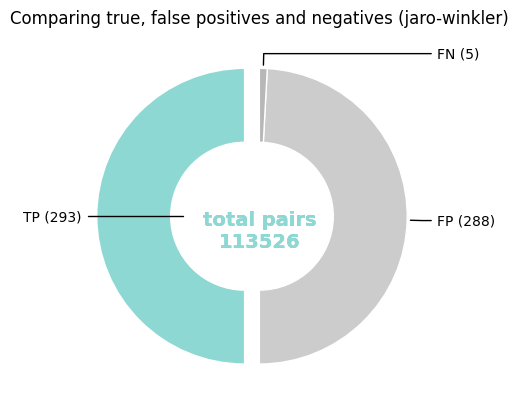 Comparing true, false positives and negatives (jaro-winkler)
FN (5)
TP (293)
total pairs
113526
FP (288)